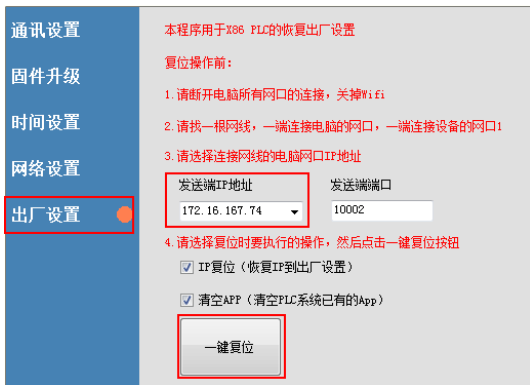 通讯设置
固件升级
时间设置
网络设置
出厂设置
本程序用于X86 PLC的恢复出厂设置
复位操作前：
1.请断开电脑所有网口的连接，关掉Wifi
2.请找一根网线，一端连接电脑的网口，一端连接设备的网口1
3.请选择连接网线的电脑网口IP地址
发送端IP地址 发送端端口
172.16.167.74 10002
4.请选择复位时要执行的操作，然后点击一键复位按钮
IP复位（恢复IP到出厂设置）
清空APP（清空PLC系统已有的App）
一键复位